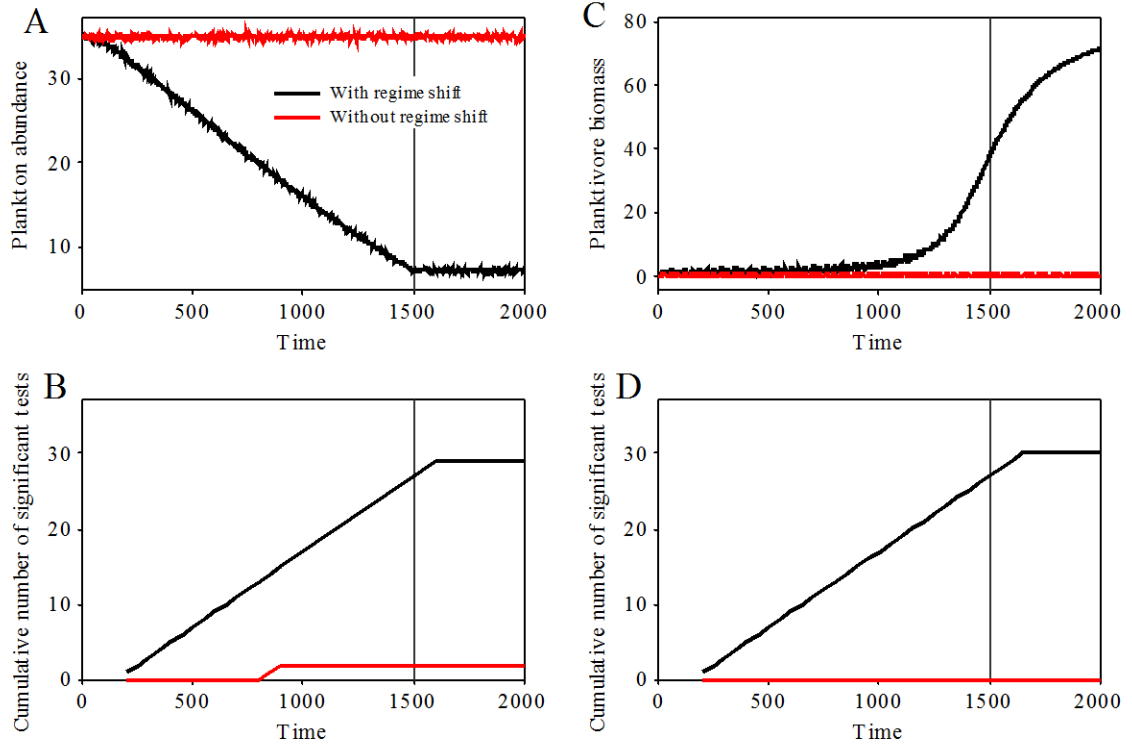 A
Plankton abundance
30
20
10
With regime shift
Without regime shift
0 500 1000 1500 2000
Time
C
Planktivore biomass
80
60
40
20
0
0 500 1000 1500 2000
Time
B
Cumulative number of significant tests
30
20
10
0
0 500 1000 1500 2000
Time
D
Cumulative number of significant tests
30
20
10
0
0 500 1000 1500 2000
Time